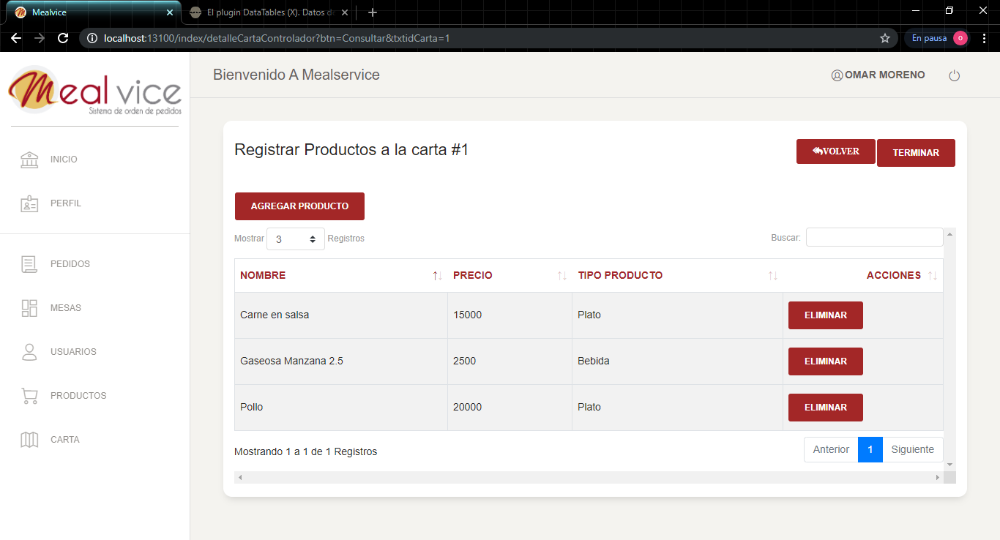 Mealvice
El plugin DataTables (X). Datos de
localhost:13100/index/detalleCartaControlador?btn=Consultar&txtidCarta=1
En pausa
o
Mealvice
Sistema de orden de pedidos
Bienvenido A Mealservice
OMAR MORENO
INICIO
PERFIL
PEDIDOS
MESAS
USUARIOS
PRODUCTOS
CARTA
Registrar Productos a la carta #1
VOLVER
TERMINAR
AGREGAR PRODUCTO
Mostrar 3 Registros
Buscar:
NOMBRE PRECIO TIPO PRODUCTO ACCIONES
Carne en salsa 15000 Plato ELIMINAR
Gaseosa Manzana 2.5 2500 Bebida ELIMINAR
Pollo 20000 Plato ELIMINAR
Mostrando 1 a 1 de 1 Registros
Anterior 1 Siguiente